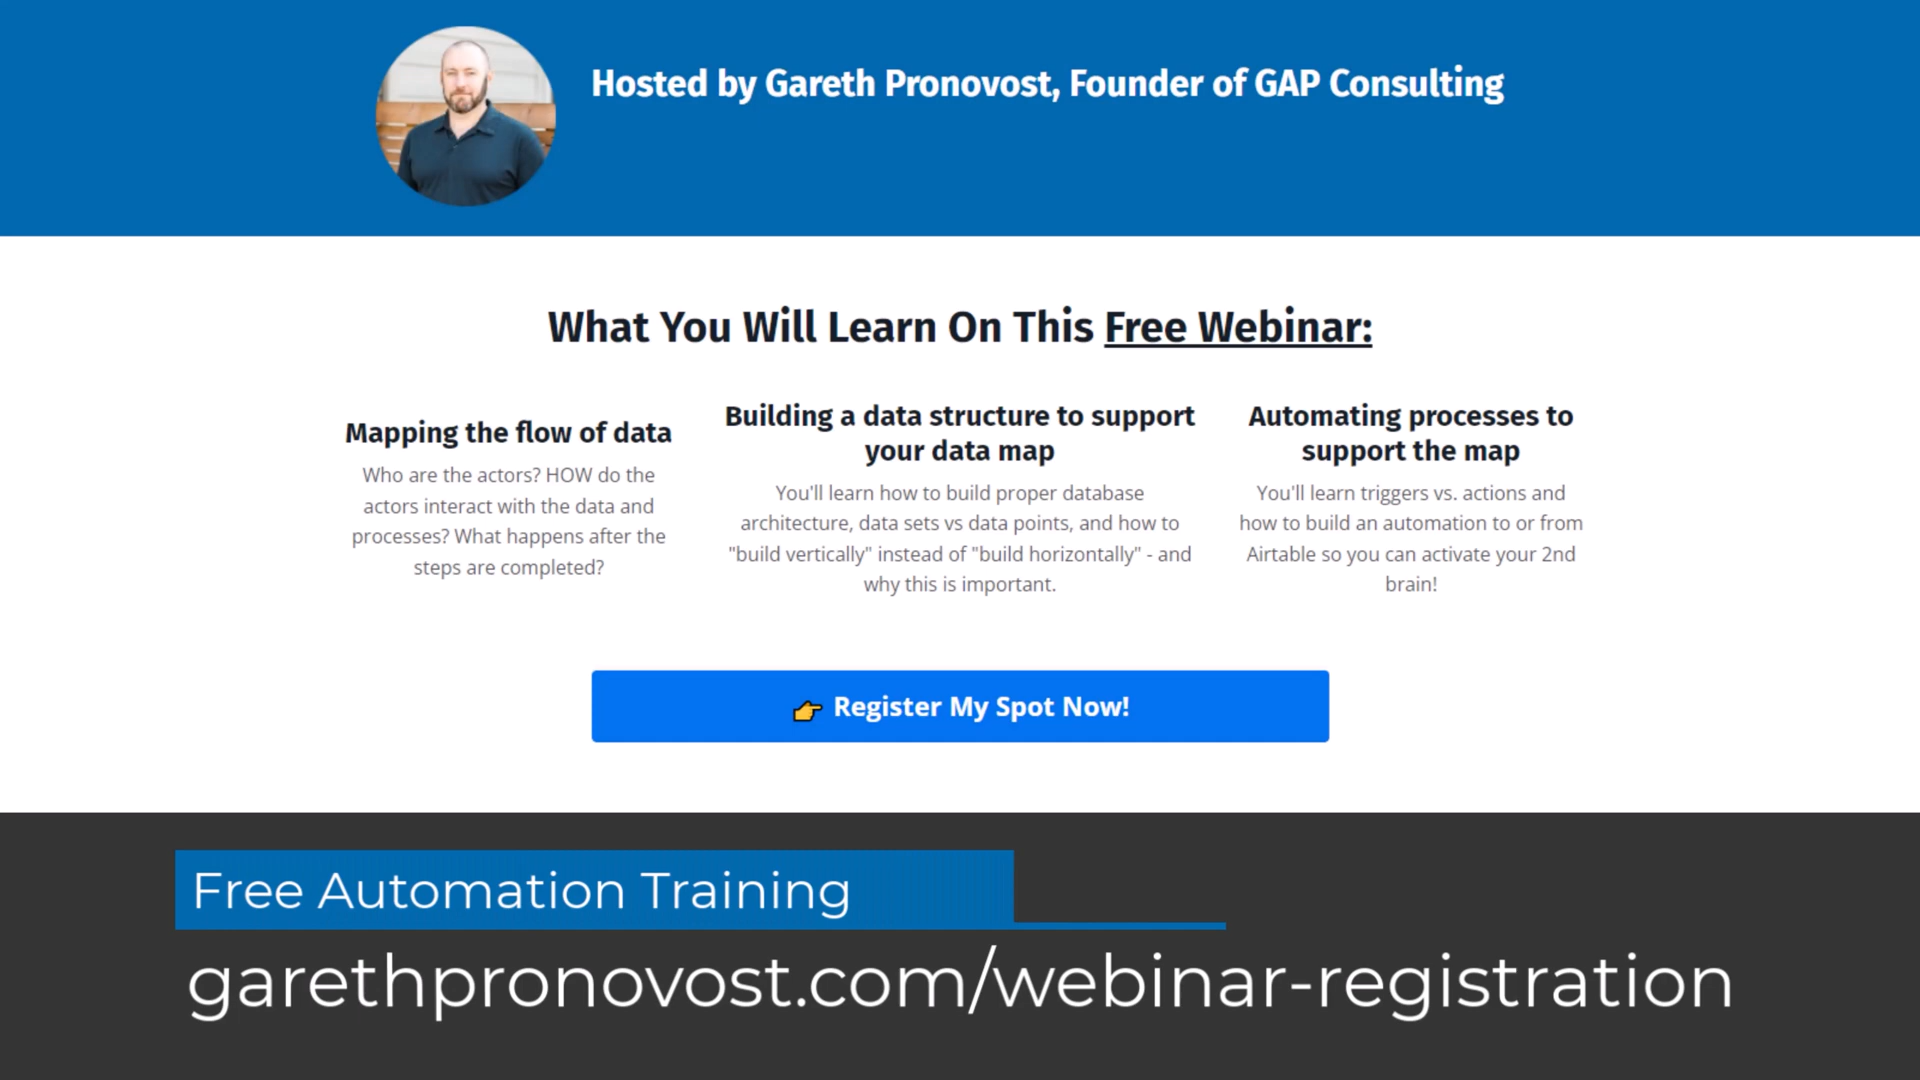 Hosted by Gareth Pronovost, Founder of GAP Consulting
What You Will Learn On This Free Webinar:
Mapping the flow of data
Who are the actors? HOW do the
actors interact with the data and
processes? What happens after the
steps are completed?
Building a data structure to support
your data map
You'll learn how to build proper database
architecture, data sets vs data points, and how to
"build vertically" instead of "build horizontally" - and
why this is important.
Automating processes to
support the map
You'll learn triggers vs. actions and
how to build an automation to or from
Airtable so you can activate your 2nd
brain!
👉 Register My Spot Now!
Free Automation Training
garethpronovost.com/webinar-registration